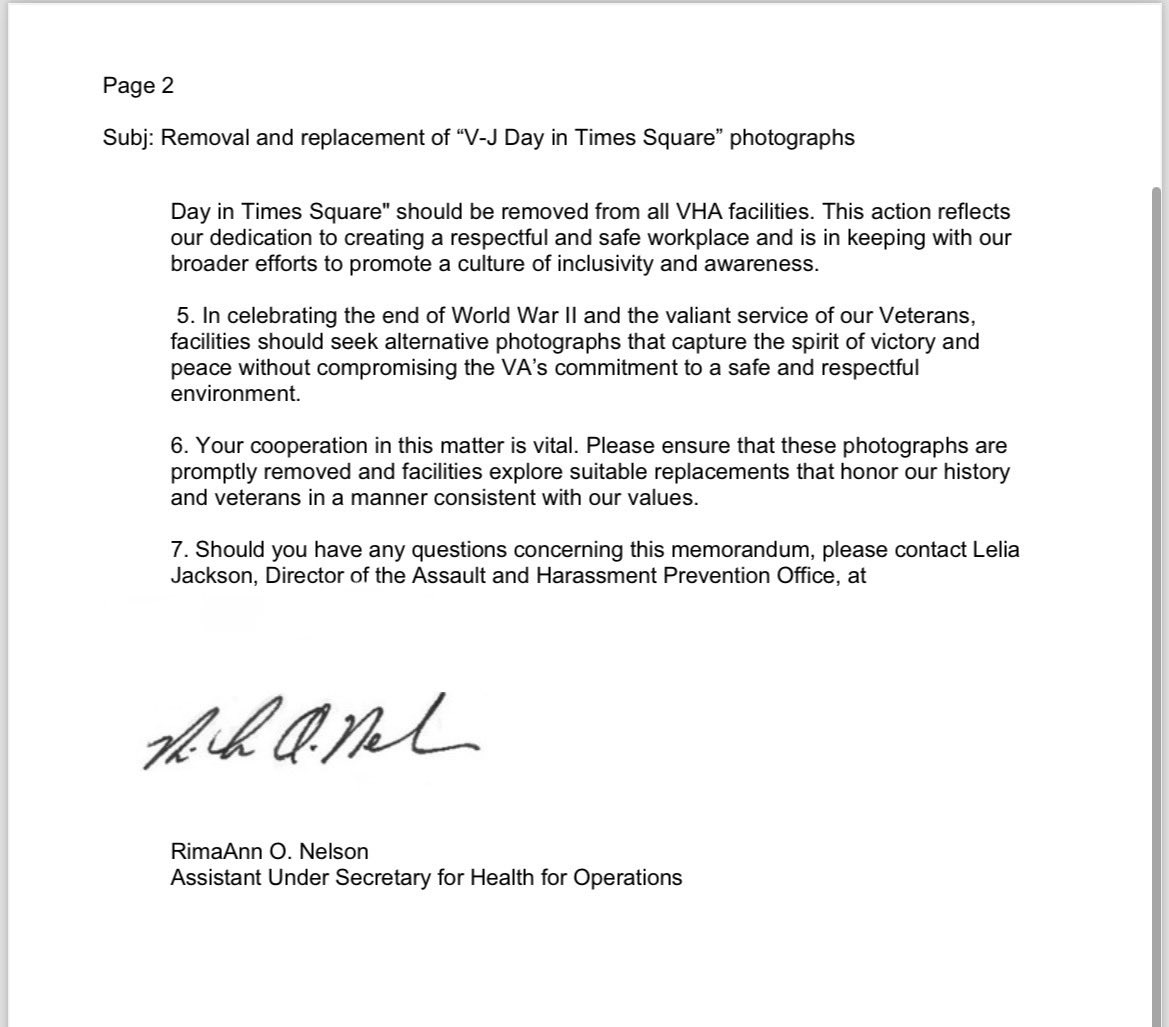 Page 2
Subj: Removal and replacement of “V-J Day in Times Square” photographs
Day in Times Square" should be removed from all VHA facilities. This action reflects
our dedication to creating a respectful and safe workplace and is in keeping with our
broader efforts to promote a culture of inclusivity and awareness.
5. In celebrating the end of World War II and the valiant service of our Veterans,
facilities should seek alternative photographs that capture the spirit of victory and
peace without compromising the VA’s commitment to a safe and respectful
environment.
6. Your cooperation in this matter is vital. Please ensure that these photographs are
promptly removed and facilities explore suitable replacements that honor our history
and veterans in a manner consistent with our values.
7. Should you have any questions concerning this memorandum, please contact Lelia
Jackson, Director of the Assault and Harassment Prevention Office, at
RimaAnn O. Nelson
Assistant Under Secretary for Health for Operations